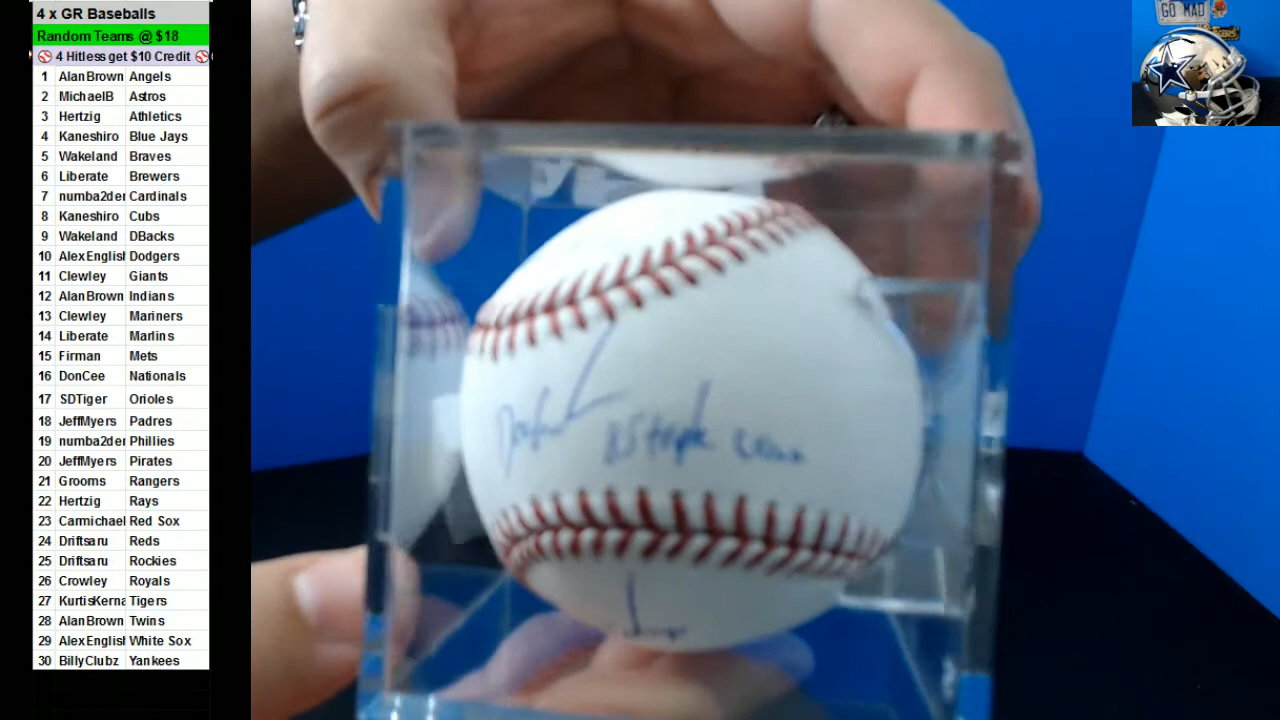 4 x GR Baseballs
Random Teams @ $18
4 Hitless get $10 Credit
1 AlanBrown Angels
2 MichaelB Astros
3 Hertzig Athletics
4 Kaneshiro Blue Jays
5 Wakeland Braves
6 Liberate Brewers
7 numba2der Cardinals
8 Kaneshiro Cubs
9 Wakeland DBacks
10 AlexEnglish Dodgers
11 Clewley Giants
12 AlanBrown Indians
13 Clewley Mariners
14 Liberate Marlins
15 Firman Mets
16 DonCee Nationals
17 SDTiger Orioles
18 JeffMyers Padres
19 numba2der Phillies
20 JeffMyers Pirates
21 Grooms Rangers
22 Hertzig Rays
23 Carmichael Red Sox
24 Driftsaru Reds
25 Driftsaru Rockies
26 Crowley Royals
27 KurtisKerna Tigers
28 AlanBrown Twins
29 AlexEnglish White Sox
30 BillyClubz Yankees
GO MAD
85 triple crown